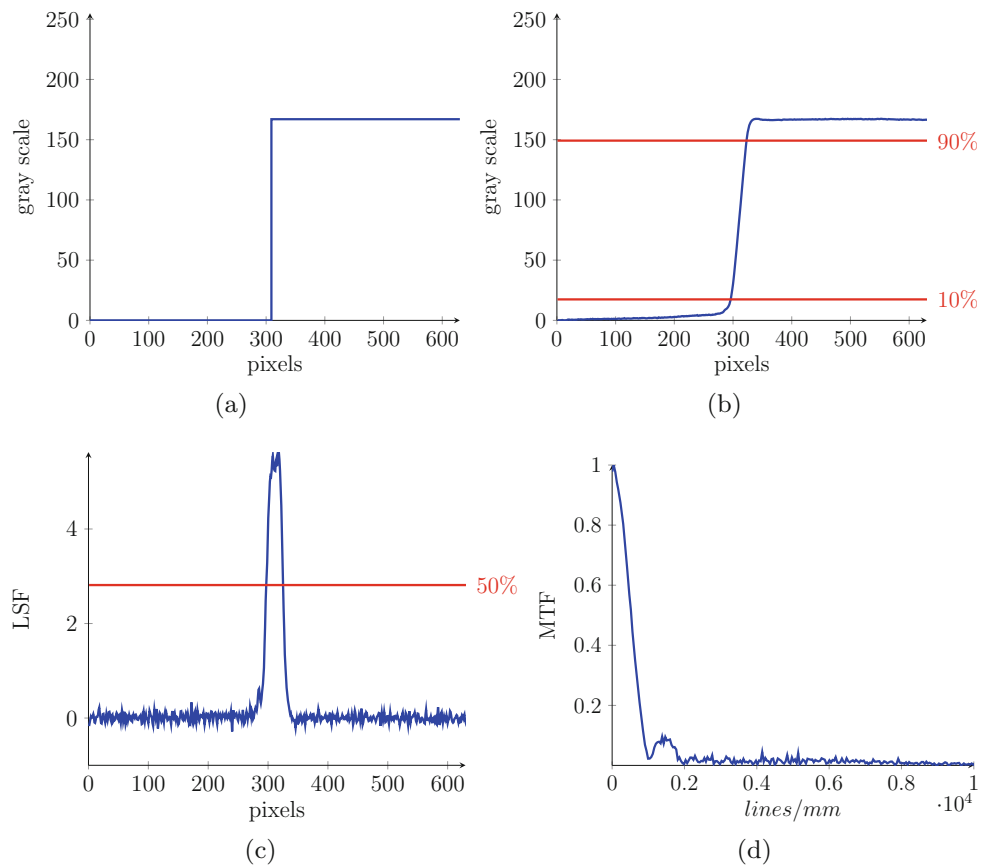 250
200
150
100
50
0
gray scale
0 100 200 300 400 500 600
pixels
(a)
250
200
150
100
50
0
gray scale
90%
10%
0 100 200 300 400 500 600
pixels
(b)
4
2
0
LSF
50%
0 100 200 300 400 500 600
pixels
(c)
1
0.8
0.6
0.4
0.2
MTF
0 0.2 0.4 0.6 0.8 1
·10⁴
lines/mm
(d)